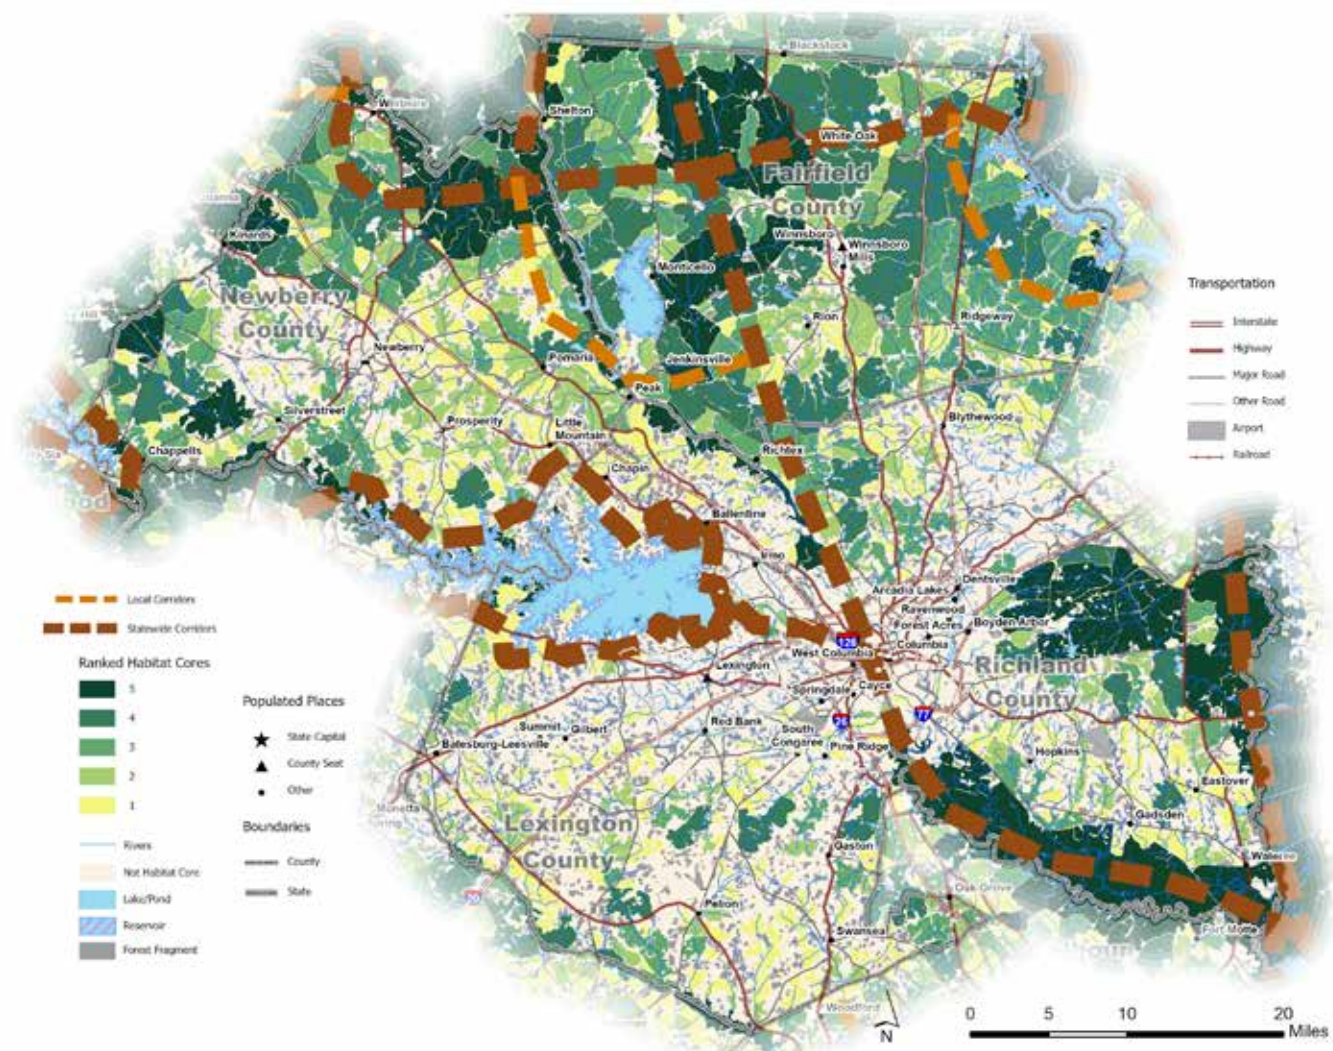 Blackstock
Shelton
White Oak
Fairfield
County
Kinards
Winnsboro
Winnsboro
Mills
Monticello
Newberry
County
Rion
Ridgeway
Newberry
Pomaria
Jenkinsville
Peak
Silverstreet
Prosperity
Little
Mountain
Blythewood
Chappells
Richtex
Chapin
Ballentine
Irmo
Dentsville
Arcadia Lakes
Ravenwood
Forest Acres
Boyden Arbor
Columbia
126
West Columbia
Richland
County
Lexington
Springdale
Cayce
26
77
Summit
Gilbert
Red Bank
South
Congaree
Pine Ridge
Hopkins
Batesburg-Leesville
Eastover
Gadsden
Lexington
County
Gaston
Wateree
20
Pelion
Oak Grove
Swansea
Fort Motte
Woodford
Transportation
Interstate
Highway
Major Road
Other Road
Airport
Railroad
Local Corridors
Statewide Corridors
Ranked Habitat Cores
5
4
3
2
1
Rivers
Not Habitat Core
Lake/Pond
Reservoir
Forest Fragment
Populated Places
State Capital
County Seat
Other
Boundaries
County
State
N
0 5 10 20
Miles